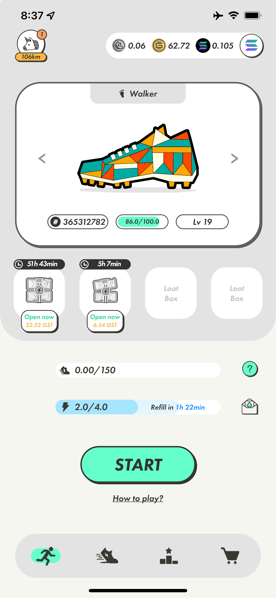 8:37
1
0.06
62.72
0.105
106km
Walker
365312782
86.0/100.0
Lv 19
51h 43min
5h 7min
Loot
Box
Loot
Box
Open now
52.52 GST
Open now
6.54 GST
0.00/150
?
2.0/4.0
Refill in 1h 22min
START
How to play?